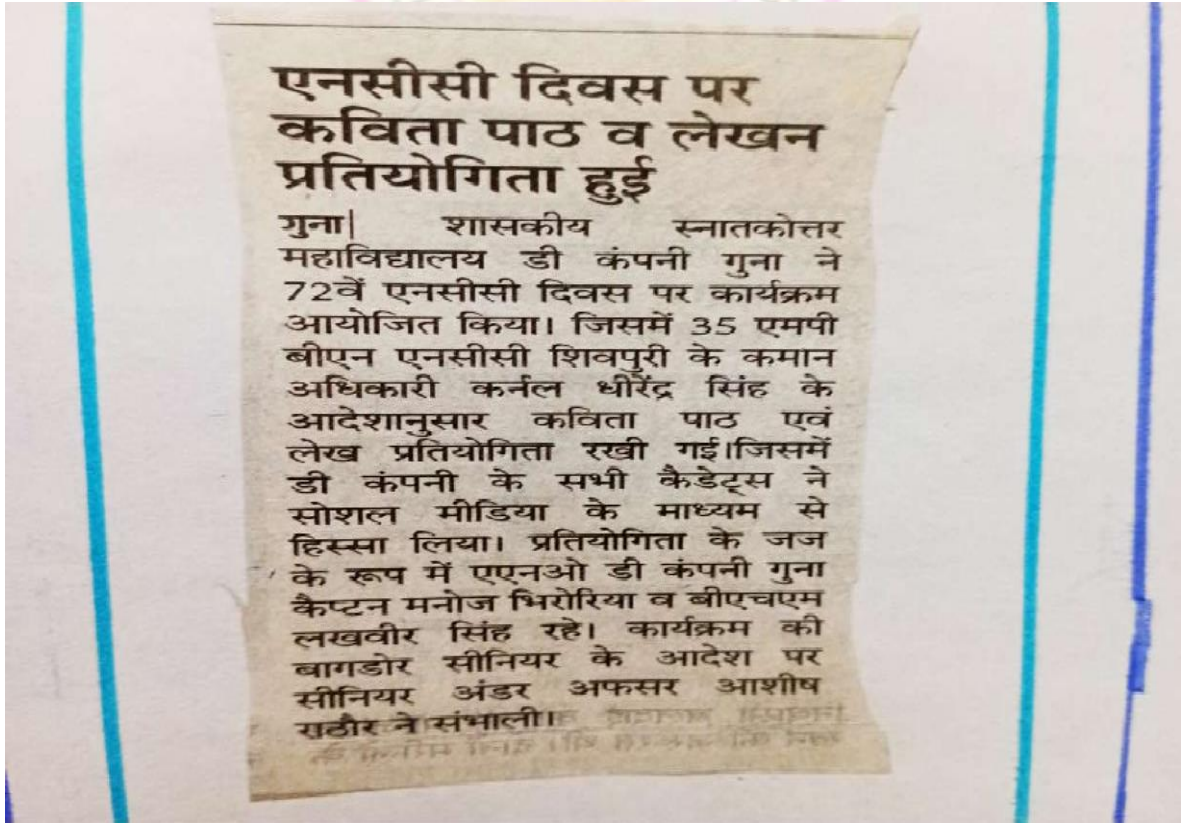 एनसीसी दिवस पर
कविता पाठ व लेखन
प्रतियोगिता हुई
गुना| शासकीय स्नातकोत्तर
महाविद्यालय डी कंपनी गुना ने
72वें एनसीसी दिवस पर कार्यक्रम
आयोजित किया। जिसमें 35 एमपी
बीएन एनसीसी शिवपुरी के कमान
अधिकारी कर्नल धीरेंद्र सिंह के
आदेशानुसार कविता पाठ एवं
लेख प्रतियोगिता रखी गई।जिसमें
डी कंपनी के सभी कैडेट्स ने
सोशल मीडिया के माध्यम से
हिस्सा लिया। प्रतियोगिता के जज
के रूप में एएनओ डी कंपनी गुना
कैप्टन मनोज भिरोरिया व बीएचएम
लखवीर सिंह रहे। कार्यक्रम की
बागडोर सीनियर के आदेश पर
सीनियर अंडर अफसर आशीष
राठौर ने संभाली।